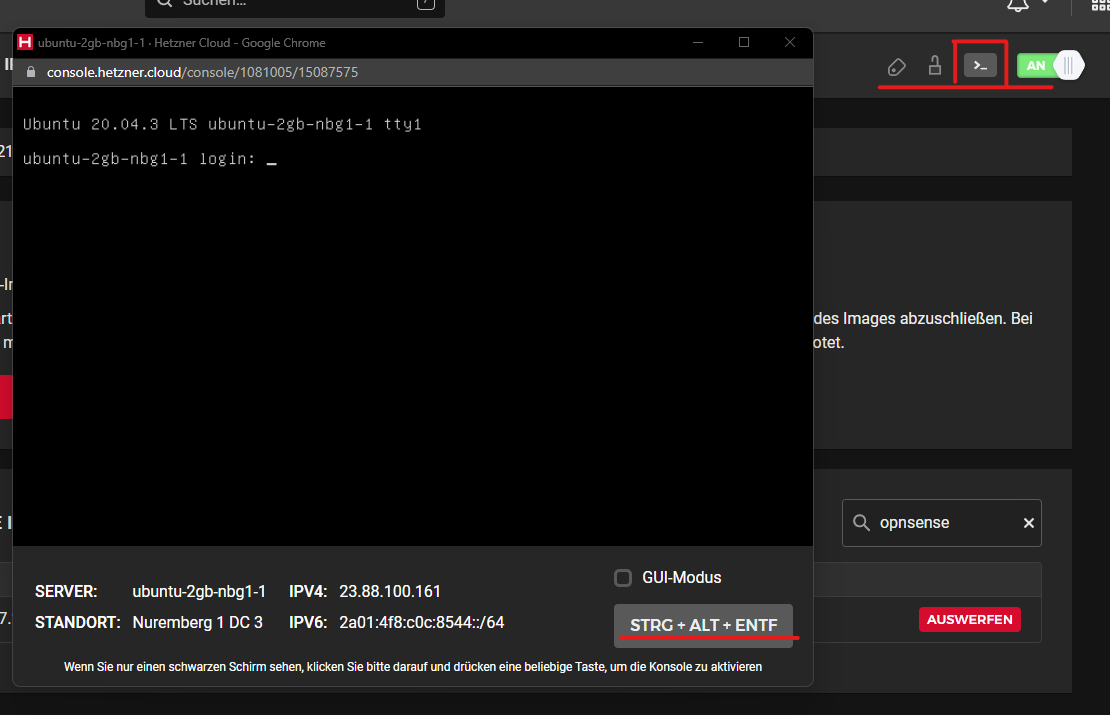 Suchen...
ubuntu-2gb-nbg1-1 · Hetzner Cloud - Google Chrome
console.hetzner.cloud/console/1081005/15087575
>_
AN
Ubuntu 20.04.3 LTS ubuntu-2gb-nbg1-1 tty1
ubuntu-2gb-nbg1-1 login: _
21
des Images abzuschließen. Bei
otet.
opnsense
AUSWERFEN
GUI-Modus
SERVER: ubuntu-2gb-nbg1-1 IPV4: 23.88.100.161
STANDORT: Nuremberg 1 DC 3 IPV6: 2a01:4f8:c0c:8544::/64
STRG + ALT + ENTF
Wenn Sie nur einen schwarzen Schirm sehen, klicken Sie bitte darauf und drücken eine beliebige Taste, um die Konsole zu aktivieren